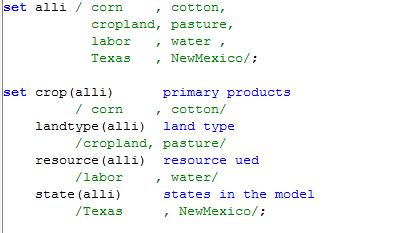 set alli / corn , cotton,
cropland, pasture,
labor , water ,
Texas , NewMexico/;
set crop(alli) primary products
/ corn , cotton/
landtype(alli) land type
/cropland, pasture/
resource(alli) resource ued
/labor , water/
state(alli) states in the model
/Texas , NewMexico/;